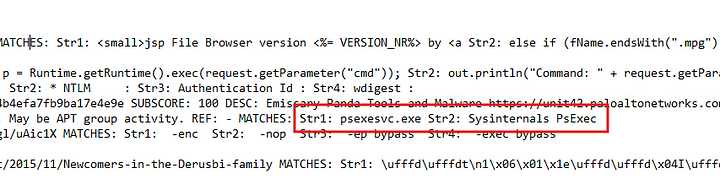 MATCHES: Str1: <small>jsp File Browser version <%= VERSION_NR%> by <a Str2: else if (fName.endsWith(".mpg")
p = Runtime.getRuntime().exec(request.getParameter("cmd")); Str2: out.println("Command: " + request.getPara
Str2: * NTLM : Str3: Authentication Id : Str4: wdigest :
4b4efa7fb9ba17e4e9e SUBSCORE: 100 DESC: Emissary Panda Tools and Malware https://unit42.paloaltonetworks.com
. May be APT group activity. REF: - MATCHES: Str1: psexesvc.exe Str2: Sysinternals PsExec
gl/uAic1X MATCHES: Str1: -enc Str2: -nop Str3: -ep bypass Str4: -exec bypass
t/2015/11/Newcomers-in-the-Derusbi-family MATCHES: Str1: \ufffd\ufffdt\n1\x06\x01\x1e\ufffd\ufffd\x04I\ufffd